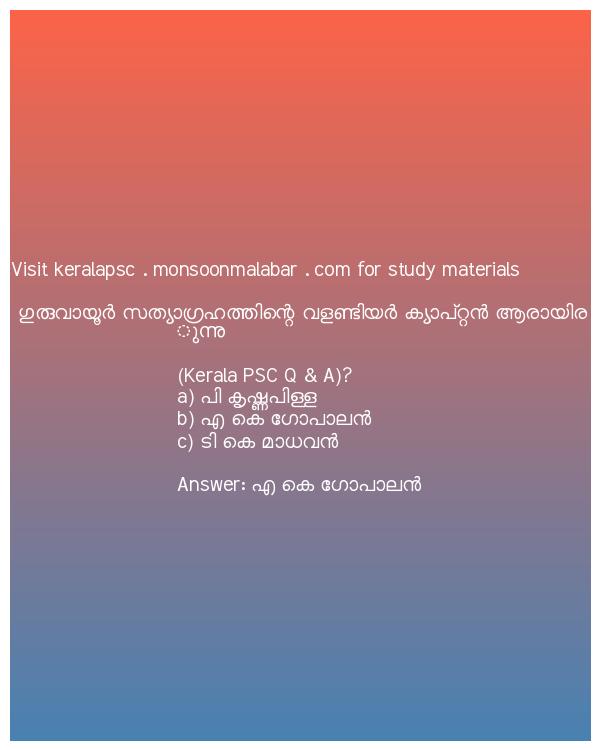 Visit keralapsc . monsoonmalabar . com for study materials
ഗുരുവായൂർ സത്യാഗ്രഹത്തിന്റെ വളണ്ടിയർ ക്യാപ്റ്റൻ ആരായിര
ുന്നു
(Kerala PSC Q & A)?
a) പി കൃഷ്ണപിള്ള
b) എ കെ ഗോപാലൻ
c) ടി കെ മാധവൻ
Answer: എ കെ ഗോപാലൻ